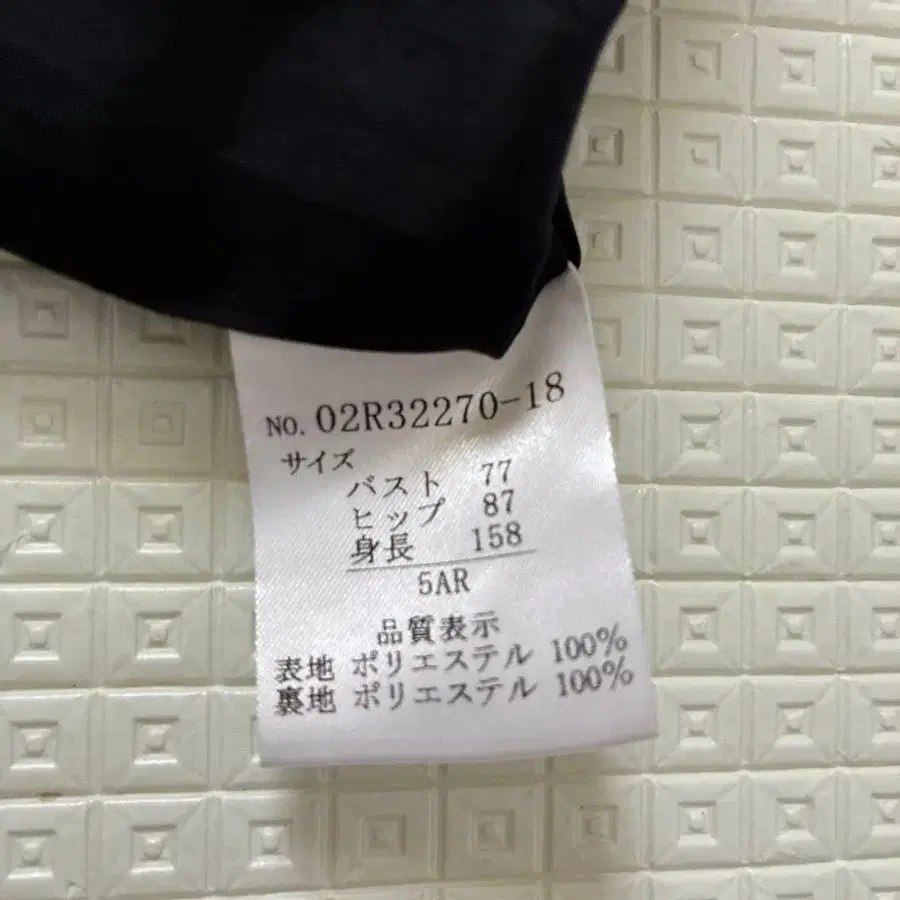 NO. 02R32270-18
サイズ
バスト 77
ヒップ 87
身長 158
5AR
品質表示
表地 ポリエステル 100%
裏地 ポリエステル 100%